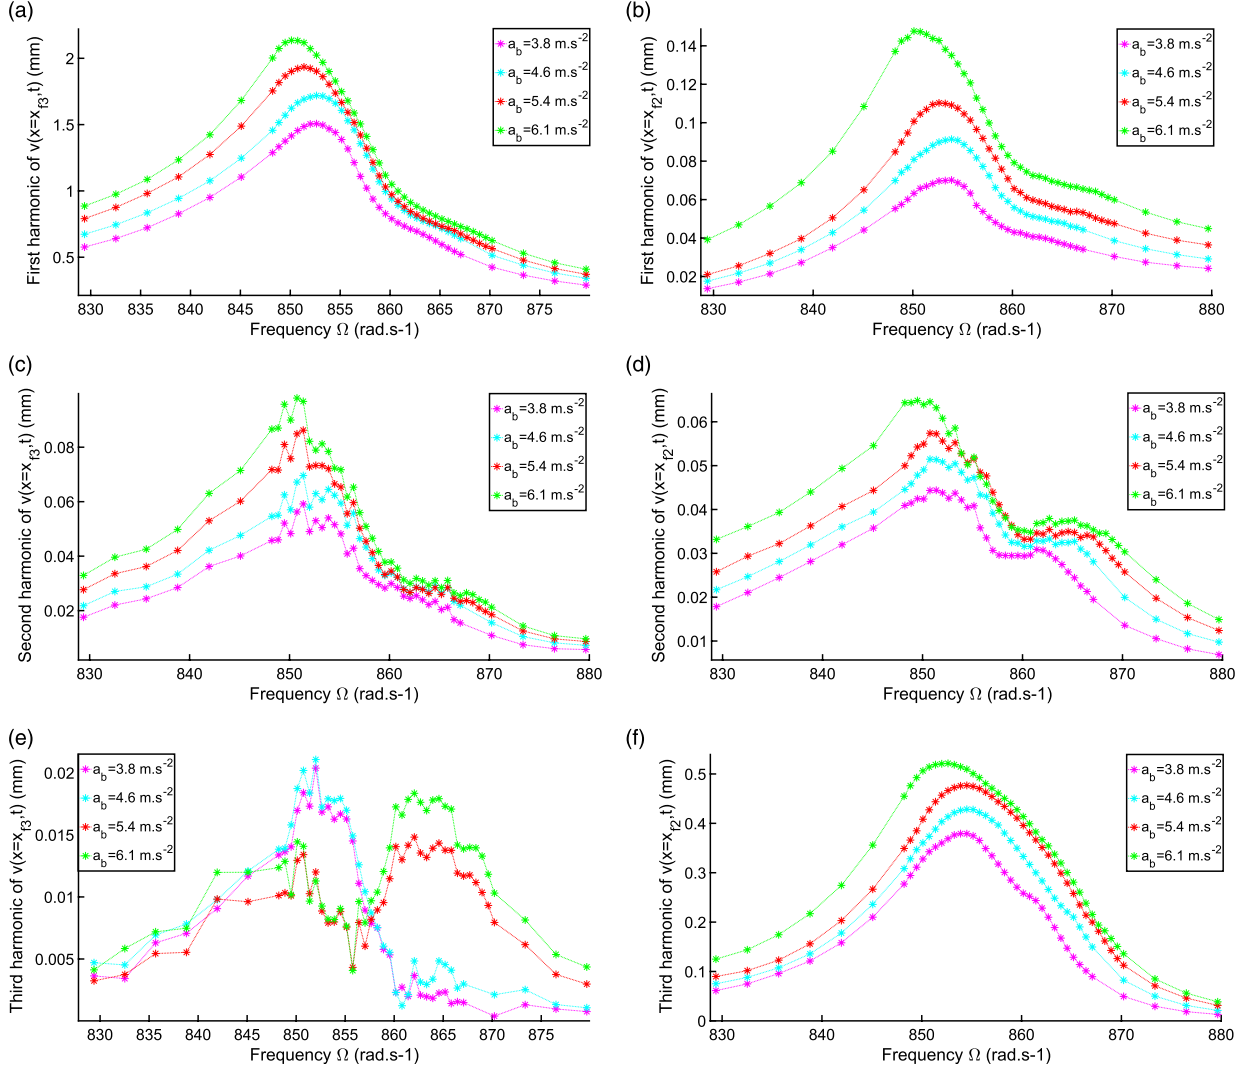 (a)
First harmonic of v(x=x_f3,t) (mm)
2
1.5
1
0.5
830 835 840 845 850 855 860 865 870 875
Frequency Ω (rad.s-1)
a_b=3.8 m.s^-2
a_b=4.6 m.s^-2
a_b=5.4 m.s^-2
a_b=6.1 m.s^-2
(b)
First harmonic of v(x=x_f2,t) (mm)
0.14
0.12
0.1
0.08
0.06
0.04
0.02
830 840 850 860 870 880
Frequency Ω (rad.s-1)
a_b=3.8 m.s^-2
a_b=4.6 m.s^-2
a_b=5.4 m.s^-2
a_b=6.1 m.s^-2
(c)
Second harmonic of v(x=x_f3,t) (mm)
0.08
0.06
0.04
0.02
830 840 850 860 870 880
Frequency Ω (rad.s-1)
a_b=3.8 m.s^-2
a_b=4.6 m.s^-2
a_b=5.4 m.s^-2
a_b=6.1 m.s^-2
(d)
Second harmonic of v(x=x_f2,t) (mm)
0.06
0.05
0.04
0.03
0.02
0.01
830 840 850 860 870 880
Frequency Ω (rad.s-1)
a_b=3.8 m.s^-2
a_b=4.6 m.s^-2
a_b=5.4 m.s^-2
a_b=6.1 m.s^-2
(e)
Third harmonic of v(x=x_f3,t) (mm)
0.02
0.015
0.01
0.005
830 835 840 845 850 855 860 865 870 875
Frequency Ω (rad.s-1)
a_b=3.8 m.s^-2
a_b=4.6 m.s^-2
a_b=5.4 m.s^-2
a_b=6.1 m.s^-2
(f)
Third harmonic of v(x=x_f2,t) (mm)
0.5
0.4
0.3
0.2
0.1
0
830 840 850 860 870 880
Frequency Ω (rad.s-1)
a_b=3.8 m.s^-2
a_b=4.6 m.s^-2
a_b=5.4 m.s^-2
a_b=6.1 m.s^-2